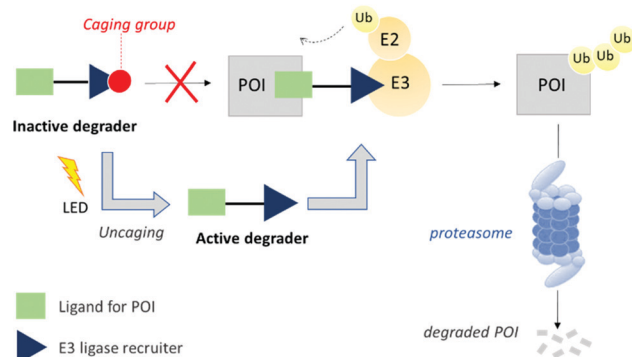 Caging group
Ub
E2
E3
POI
Ub
Ub
Ub
POI
Inactive degrader
LED
Uncaging
Active degrader
proteasome
Ligand for POI
E3 ligase recruiter
degraded POI